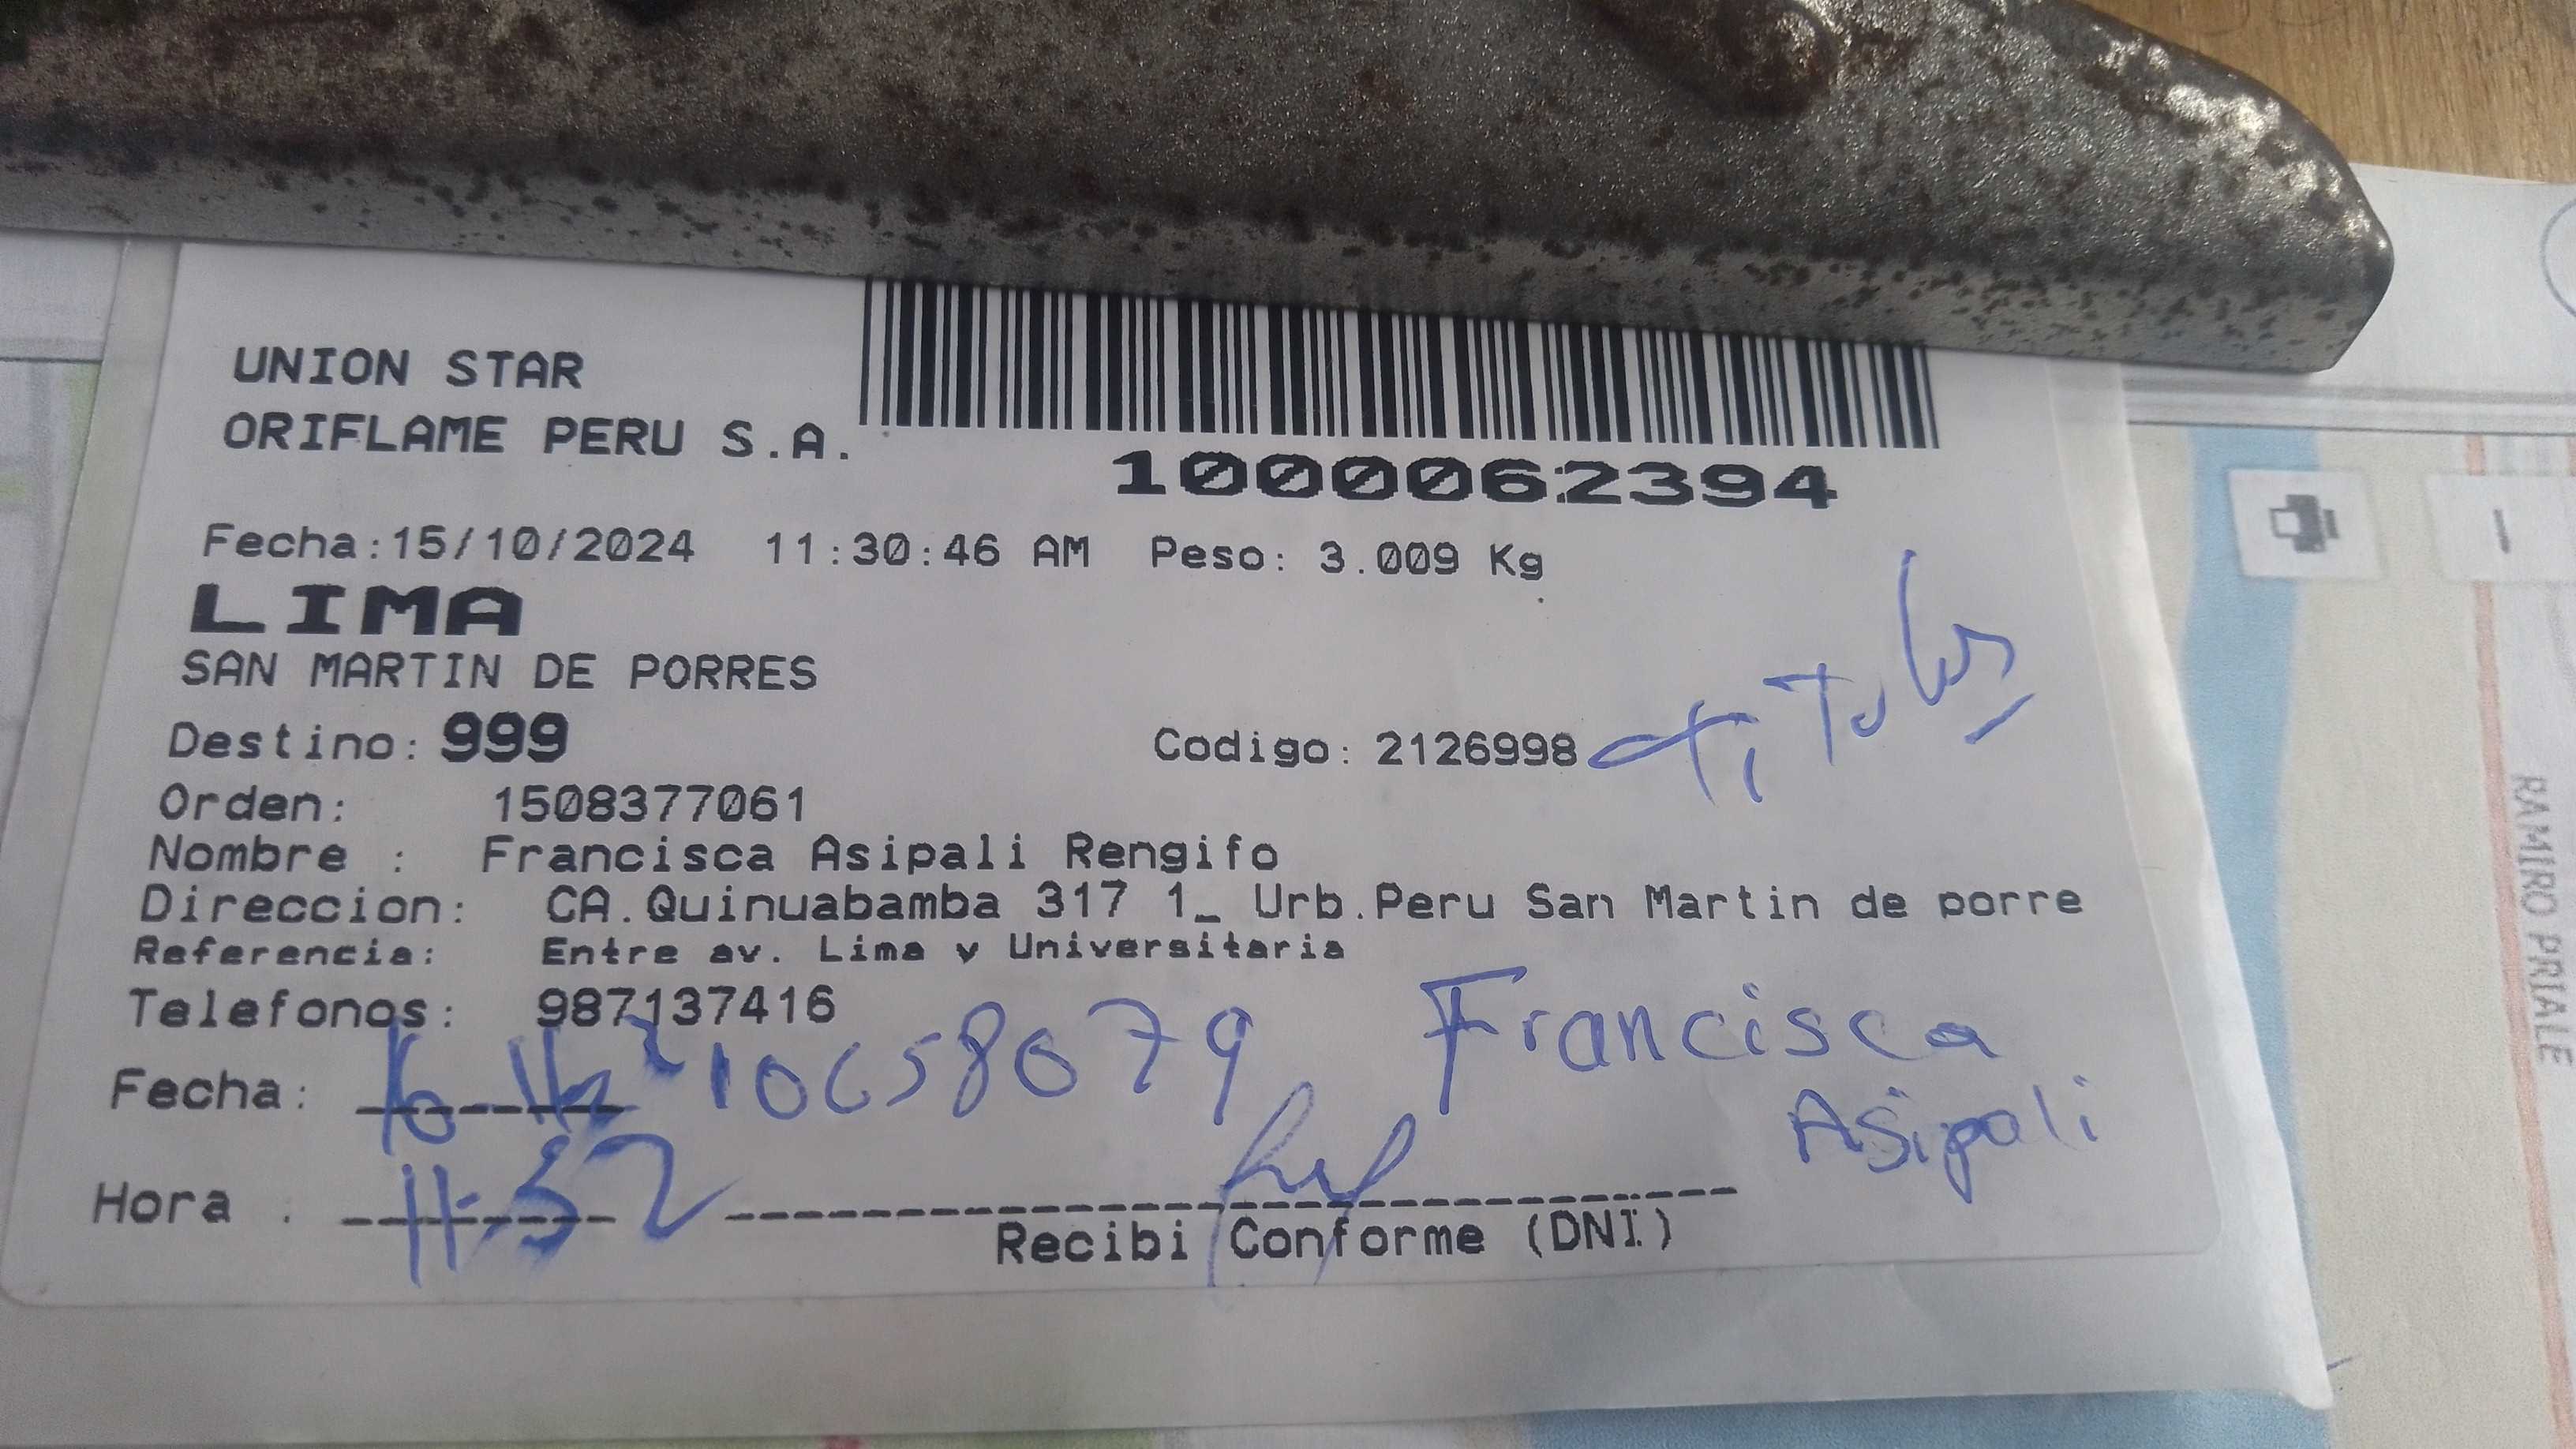 UNION STAR
ORIFLAME PERU S.A.
1000062394
Fecha:15/10/2024 11:30:46 AM Peso: 3.009 Kg
LIMA
SAN MARTIN DE PORRES
Destino: 999 Codigo: 2126998
Titular
Orden: 1508377061
Nombre : Francisca Asipali Rengifo
Direccion: CA.Quinuabamba 317 1_ Urb.Peru San Martin de porre
Referencia: Entre av. Lima y Universitaria
Telefonos: 987137416
Francisca
Fecha: 10658079
Asipali
Hora : 11:52
Recibi Conforme (DNI)
RAMIRO PRIALE